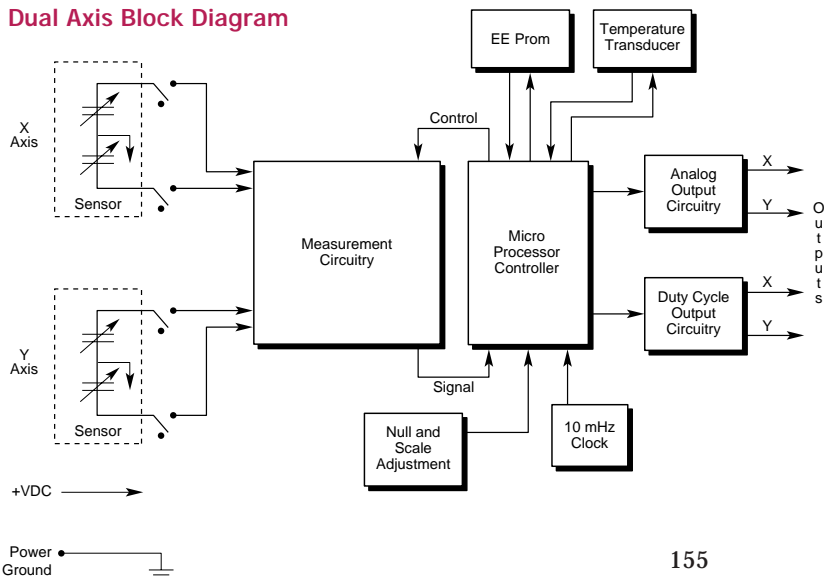 Dual Axis Block Diagram
EE Prom
Temperature
Transducer
X
Axis
Sensor
Control
Measurement
Circuitry
Micro
Processor
Controller
Analog
Output
Circuitry
X
Y
Outputs
Duty Cycle
Output
Circuitry
X
Y
Y
Axis
Sensor
Signal
Null and
Scale
Adjustment
10 mHz
Clock
+VDC
Power
Ground
155